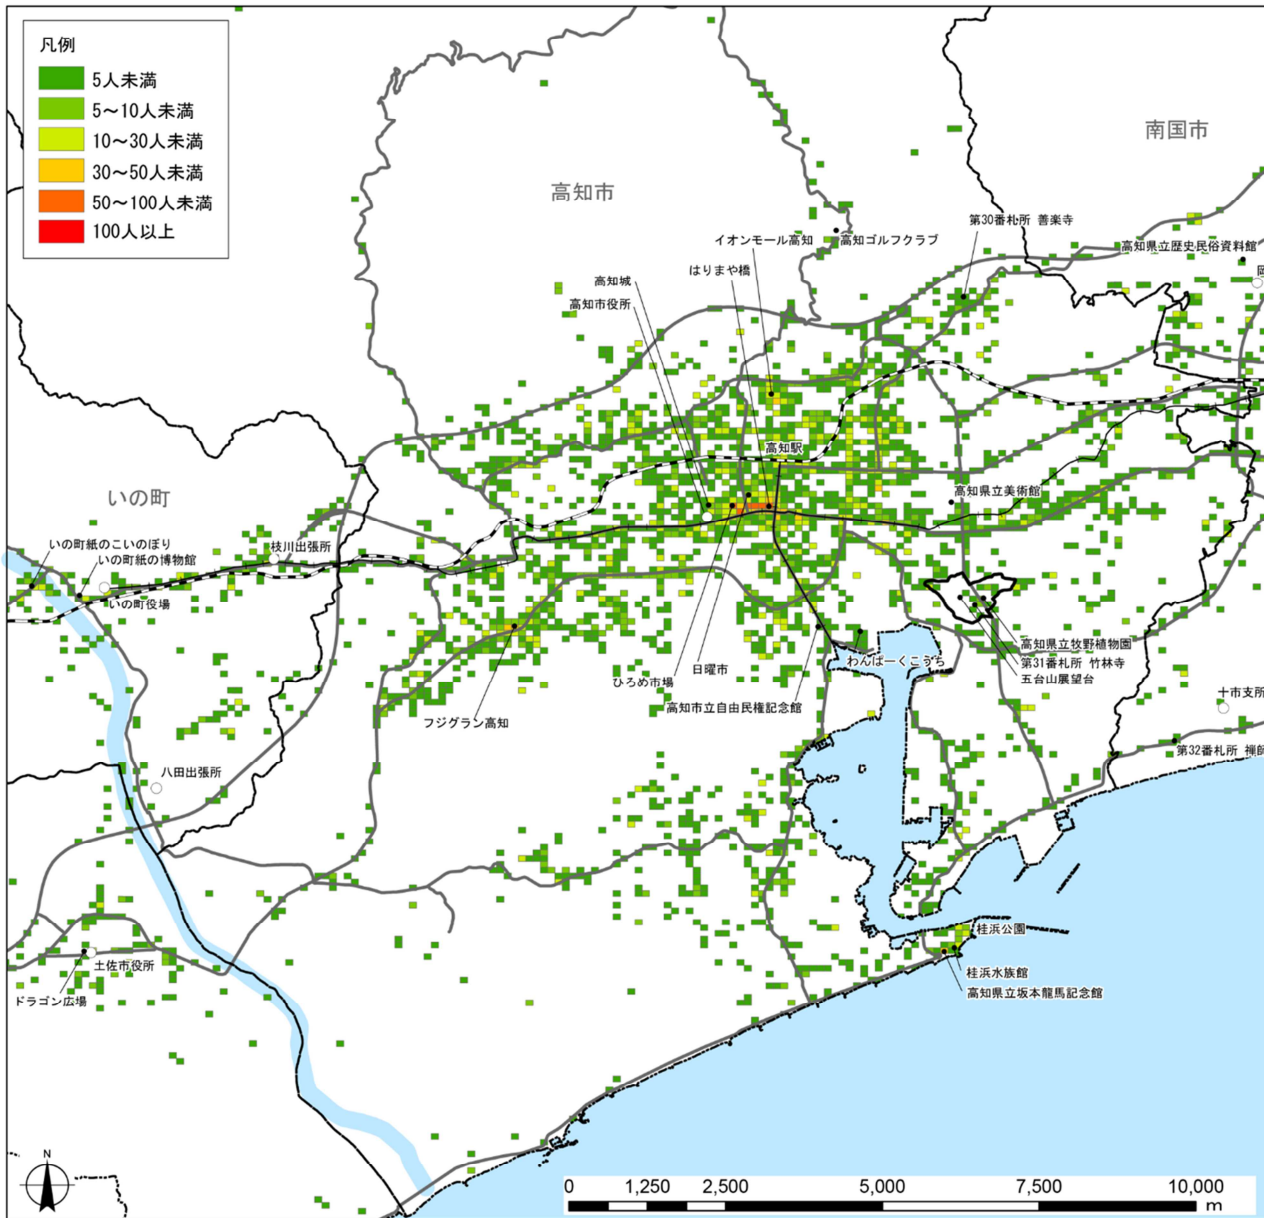 凡例
5人未満
5～10人未満
10～30人未満
30～50人未満
50～100人未満
100人以上
南国市
高知市
第30番札所 善楽寺
イオンモール高知
高知ゴルフクラブ
高知県立歴史民俗資料館
はりまや橋
高知城
高知市役所
高知駅
高知県立美術館
いの町
いの町紙のこいのぼり
いの町紙の博物館
枝川出張所
いの町役場
高知県立牧野植物園
第31番札所 竹林寺
五台山展望台
わんぱーくこうち
ひろめ市場
日曜市
高知市立自由民権記念館
フジグラン高知
十市支所
第32番札所 禅師
八田出張所
桂浜公園
桂浜水族館
高知県立坂本龍馬記念館
土佐市役所
ドラゴン広場
N
0 1,250 2,500 5,000 7,500 10,000
m